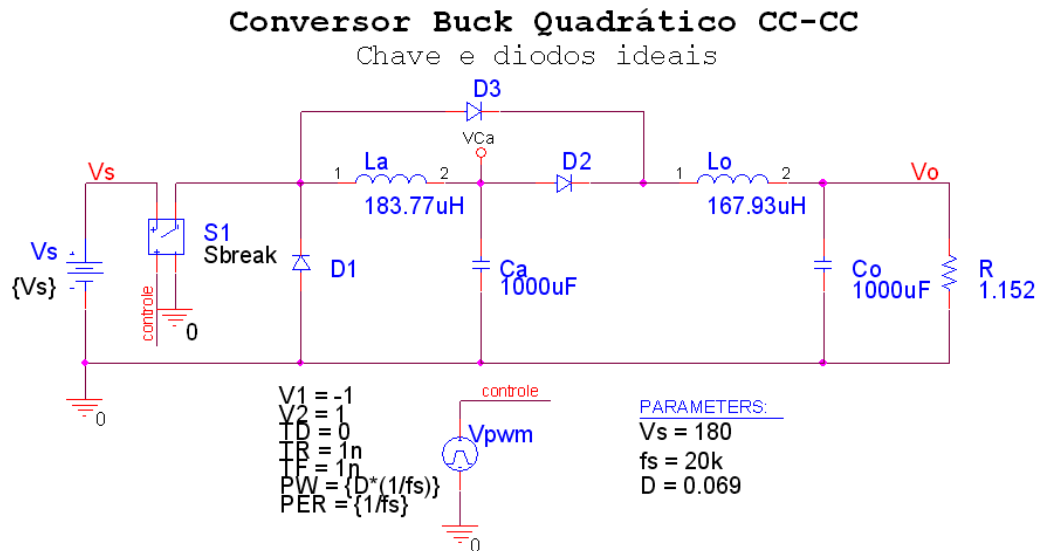 Conversor Buck Quadrático CC-CC
Chave e diodos ideais
D3
VCa
Vs
1 La 2
D2
1 Lo 2
Vo
183.77uH
167.93uH
S1
Sbreak
Vs
{Vs}
D1
Ca
1000uF
Co
1000uF
R
1.152
controle
0
0
V1 = -1
V2 = 1
TD = 0
TR = 1n
TF = 1n
PW = {D*(1/fs)}
PER = {1/fs}
controle
Vpwm
0
PARAMETERS:
Vs = 180
fs = 20k
D = 0.069